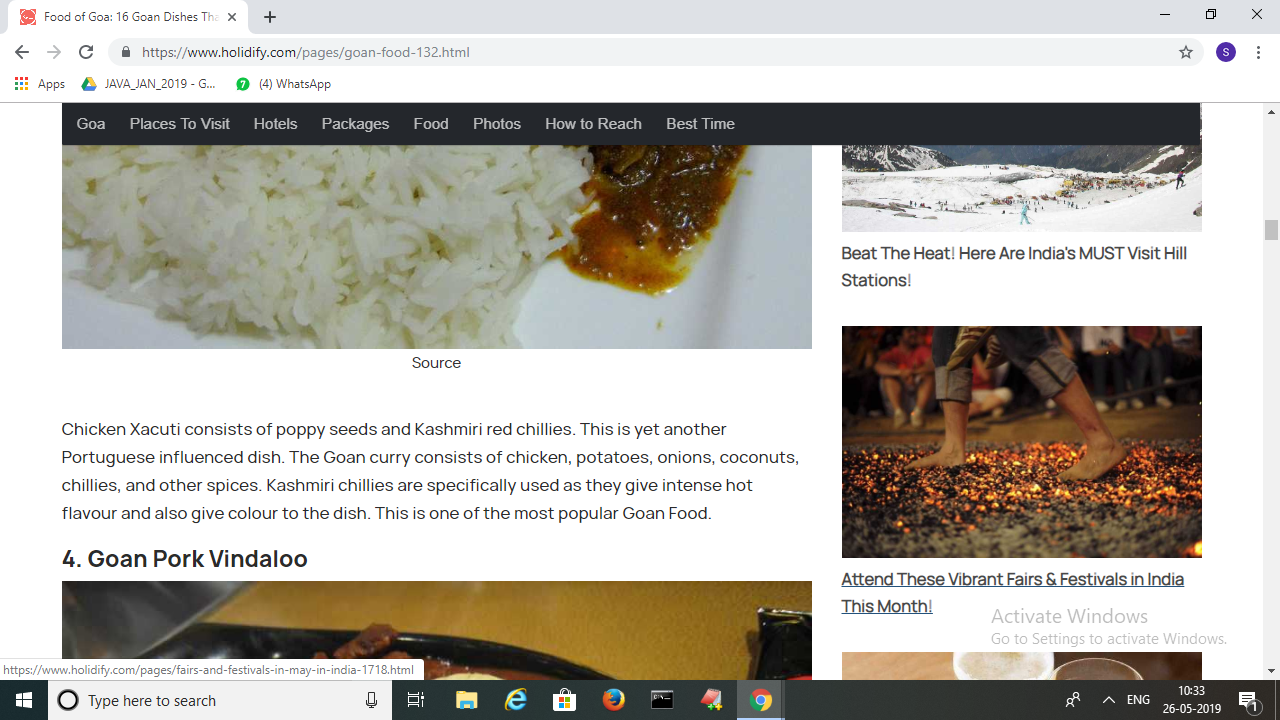 Food of Goa: 16 Goan Dishes Tha
https://www.holidify.com/pages/goan-food-132.html
S
Apps
JAVA_JAN_2019 - G...
7
(4) WhatsApp
Goa Places To Visit Hotels Packages Food Photos How to Reach Best Time
Source
Chicken Xacuti consists of poppy seeds and Kashmiri red chillies. This is yet another
Portuguese influenced dish. The Goan curry consists of chicken, potatoes, onions, coconuts,
chillies, and other spices. Kashmiri chillies are specifically used as they give intense hot
flavour and also give colour to the dish. This is one of the most popular Goan Food.
4. Goan Pork Vindaloo
Beat The Heat! Here Are India's MUST Visit Hill
Stations!
Attend These Vibrant Fairs & Festivals in India
This Month!
Activate Windows
Go to Settings to activate Windows.
https://www.holidify.com/pages/fairs-and-festivals-in-may-in-india-1718.html
Type here to search
ENG
10:33
26-05-2019
1